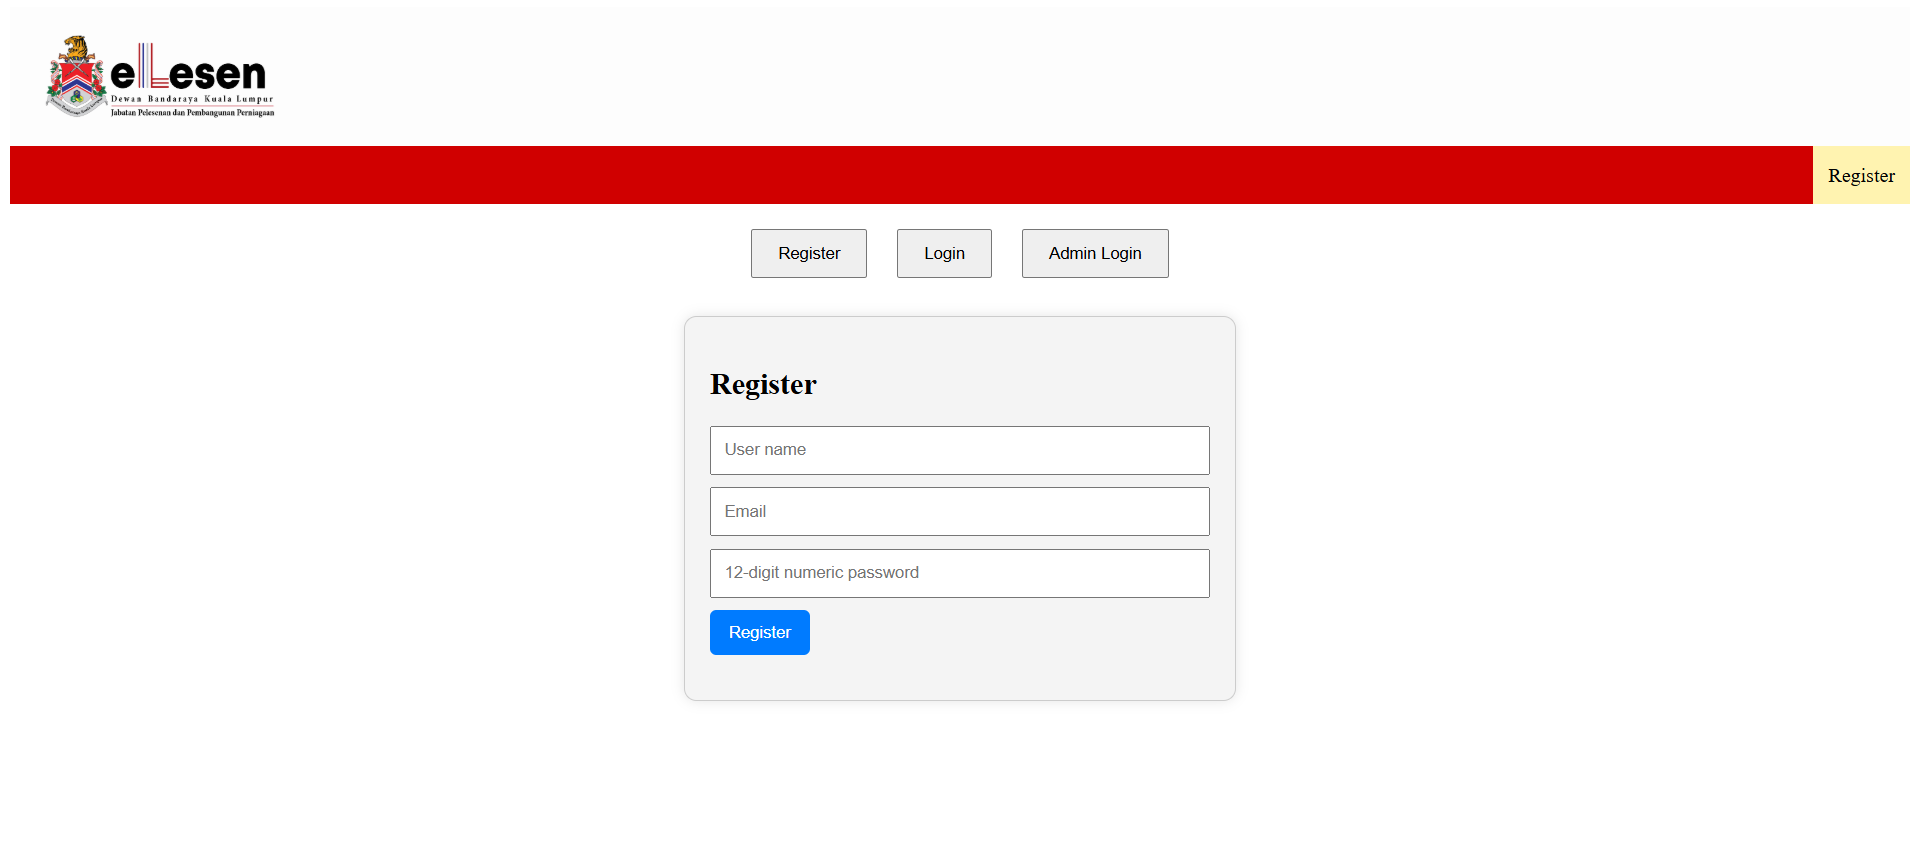 eLesen
Dewan Bandaraya Kuala Lumpur
Jabatan Pelesenan dan Pembangunan Perniagaan
Register
Register Login Admin Login
Register
User name
Email
12-digit numeric password
Register